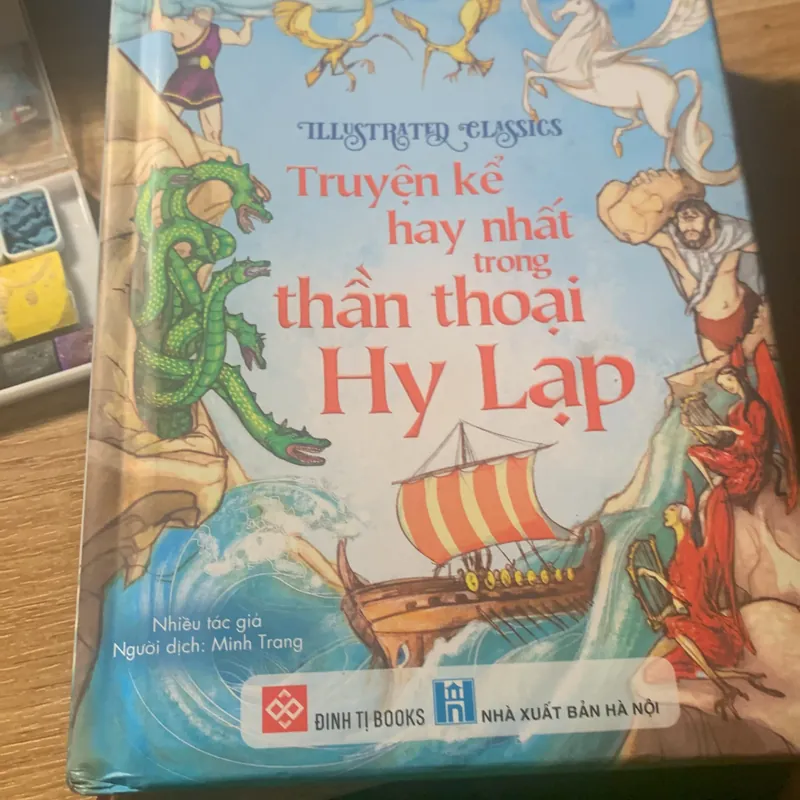 ILLUSTRATED CLASSICS
Truyện kể
hay nhất
trong
thần thoại
Hy Lạp
Nhiều tác giả
Người dịch: Minh Trang
ĐINH TỊ BOOKS
NHÀ XUẤT BẢN HÀ NỘI